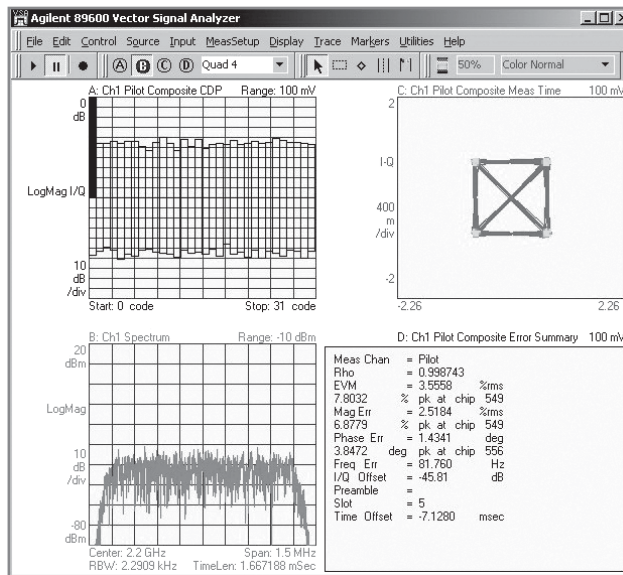 Agilent 89600 Vector Signal Analyzer
File Edit Control Source Input MeasSetup Display Trace Markers Utilities Help
A B C D Quad 4 50% Color Normal
A: Ch1 Pilot Composite CDP Range: 100 mV
0
dB
LogMag I/Q
10
dB
/div
Start: 0 code Stop: 31 code
C: Ch1 Pilot Composite Meas Time 100 mV
2
I-Q
400
m
/div
-2
-2.26 2.26
B: Ch1 Spectrum Range: -10 dBm
20
dBm
LogMag
10
dB
/div
-80
dBm
Center: 2.2 GHz Span: 1.5 MHz
RBW: 2.2909 kHz TimeLen: 1.667188 mSec
D: Ch1 Pilot Composite Error Summary 100 mV
Meas Chan = Pilot
Rho = 0.998743
EVM = 3.5558 %rms
7.8032 % pk at chip 549
Mag Err = 2.5184 %rms
6.8779 % pk at chip 549
Phase Err = 1.4341 deg
3.8472 deg pk at chip 556
Freq Err = 81.760 Hz
I/Q Offset = -45.81 dB
Preamble =
Slot = 5
Time Offset = -7.1280 msec